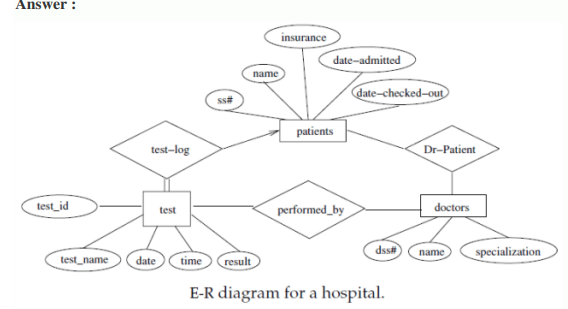 Answer :
insurance
date-admitted
name
date-checked-out
ss#
patients
test-log
Dr-Patient
test_id
test
performed_by
doctors
test_name
date
time
result
dss#
name
specialization
E-R diagram for a hospital.